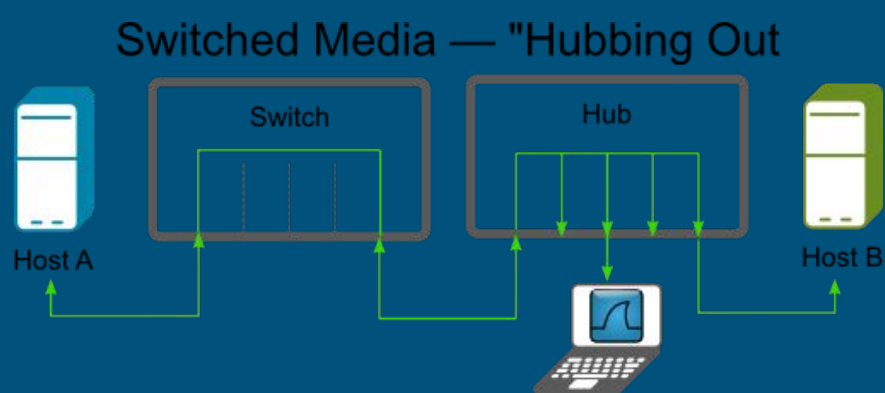 Switched Media — "Hubbing Out
Switch
Hub
Host A
Host B